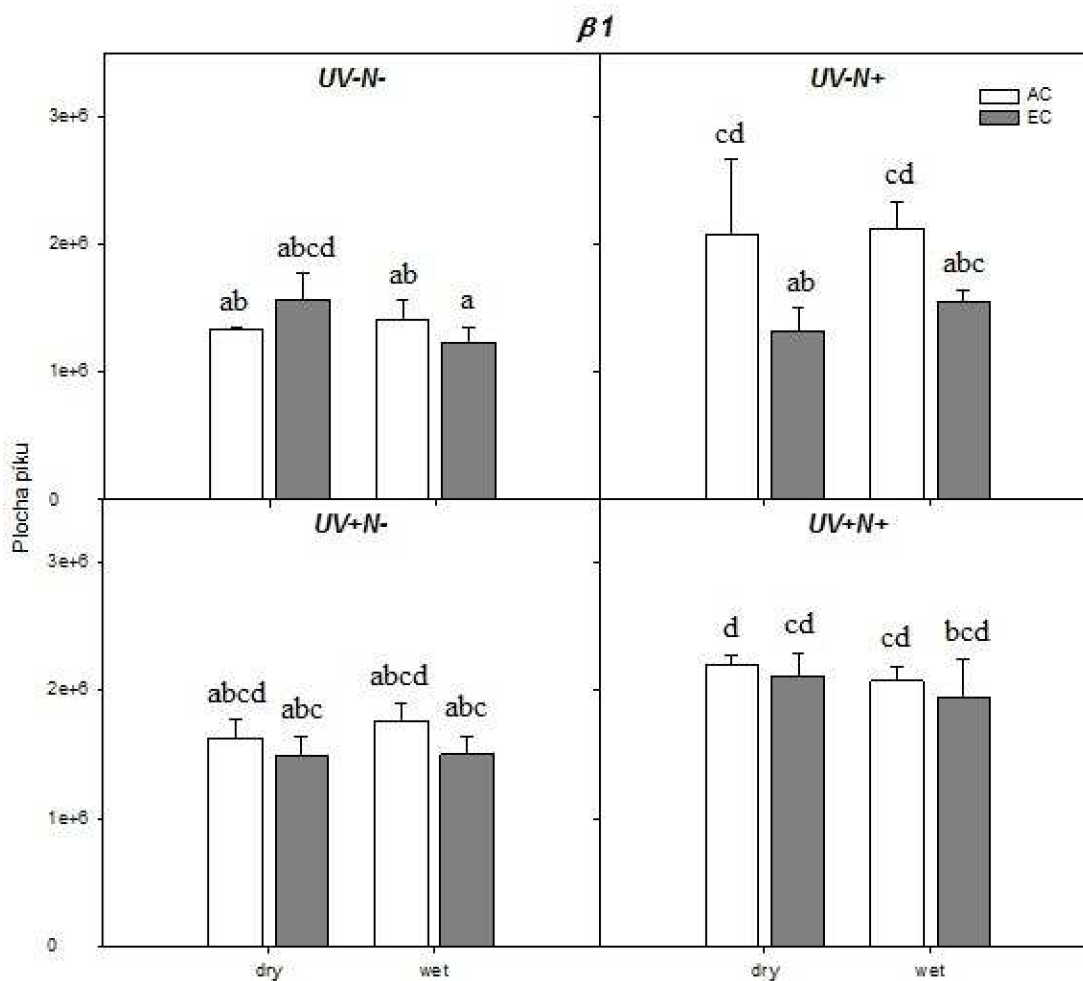 β1
UV-N-
UV-N+
AC
EC
3e+6
2e+6
1e+6
0
ab
abcd
ab
a
cd
ab
cd
abc
Plocha píku
UV+N-
UV+N+
3e+6
2e+6
1e+6
0
abcd
abc
abcd
abc
d
cd
cd
bcd
dry
wet
dry
wet